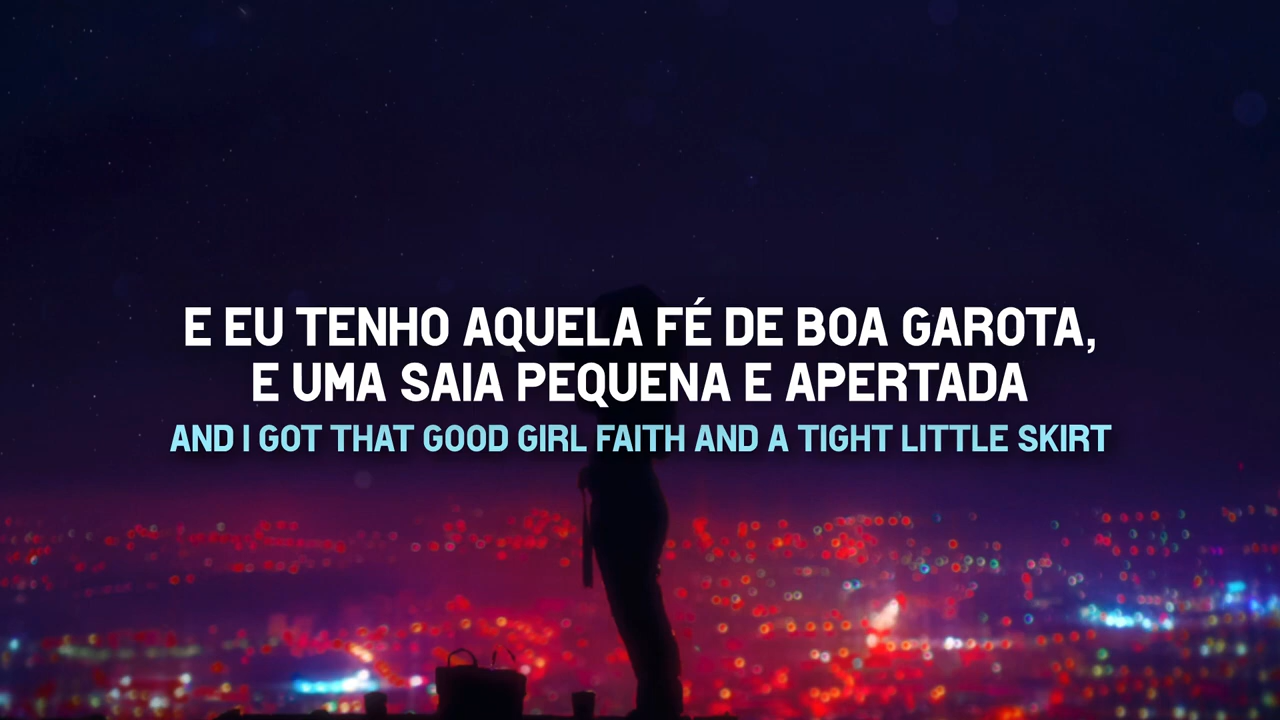 E EU TENHO AQUELA FÉ DE BOA GAROTA,
E UMA SAIA PEQUENA E APERTADA
AND I GOT THAT GOOD GIRL FAITH AND A TIGHT LITTLE SKIRT